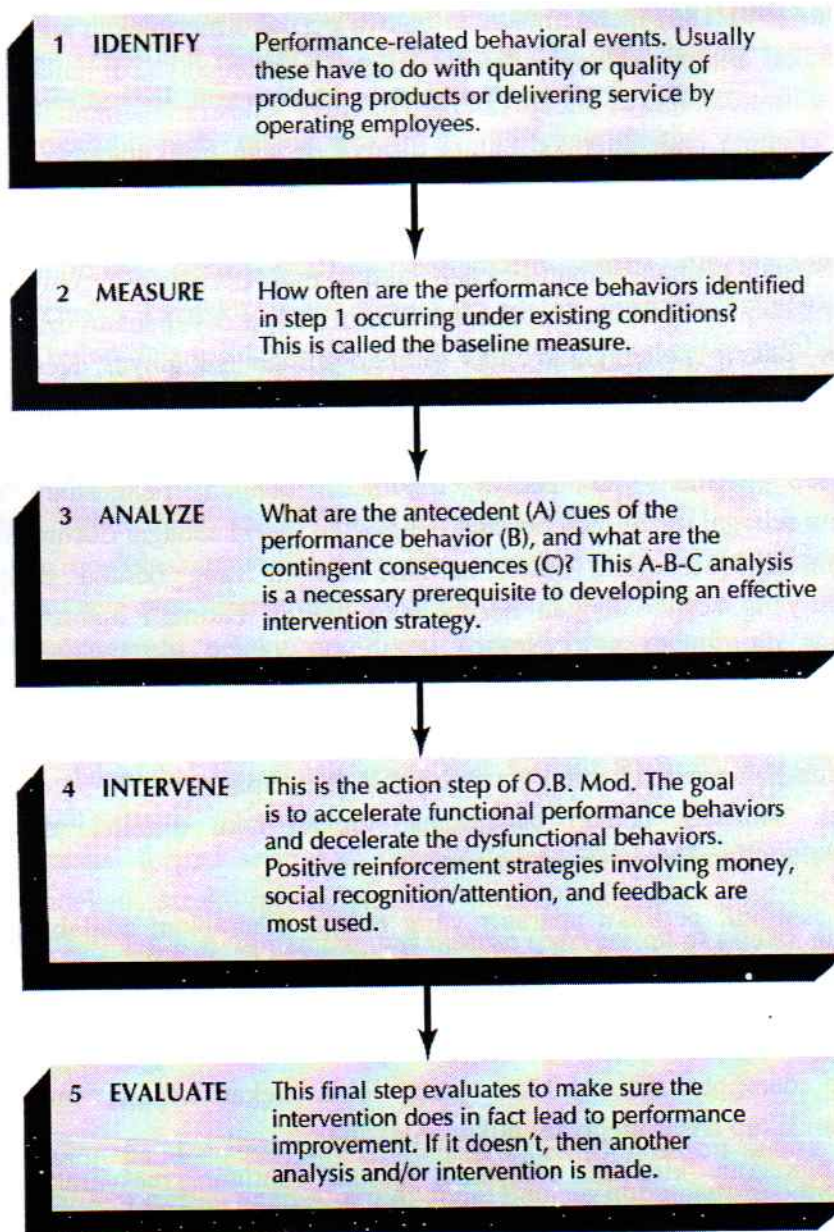 1 IDENTIFY Performance-related behavioral events. Usually
these have to do with quantity or quality of
producing products or delivering service by
operating employees.
2 MEASURE How often are the performance behaviors identified
in step 1 occurring under existing conditions?
This is called the baseline measure.
3 ANALYZE What are the antecedent (A) cues of the
performance behavior (B), and what are the
contingent consequences (C)? This A-B-C analysis
is a necessary prerequisite to developing an effective
intervention strategy.
4 INTERVENE This is the action step of O.B. Mod. The goal
is to accelerate functional performance behaviors
and decelerate the dysfunctional behaviors.
Positive reinforcement strategies involving money,
social recognition/attention, and feedback are
most used.
5 EVALUATE This final step evaluates to make sure the
intervention does in fact lead to performance
improvement. If it doesn't, then another
analysis and/or intervention is made.